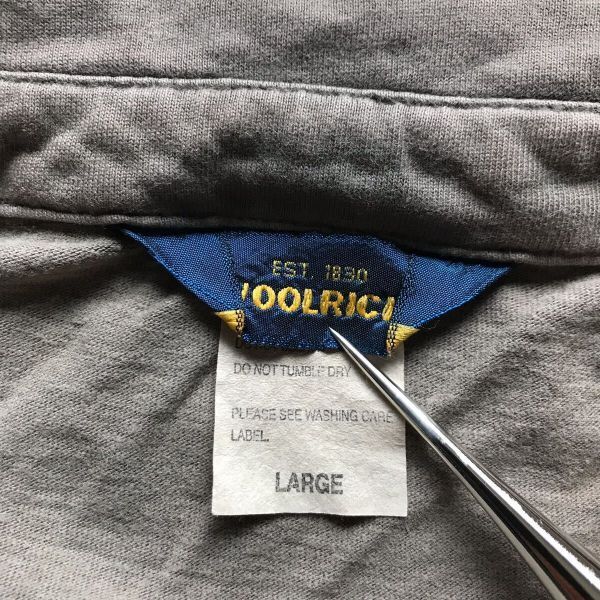 EST. 1830
OOLRIC
DO NOT TUMBLE DRY
PLEASE SEE WASHING CARE
LABEL.
LARGE